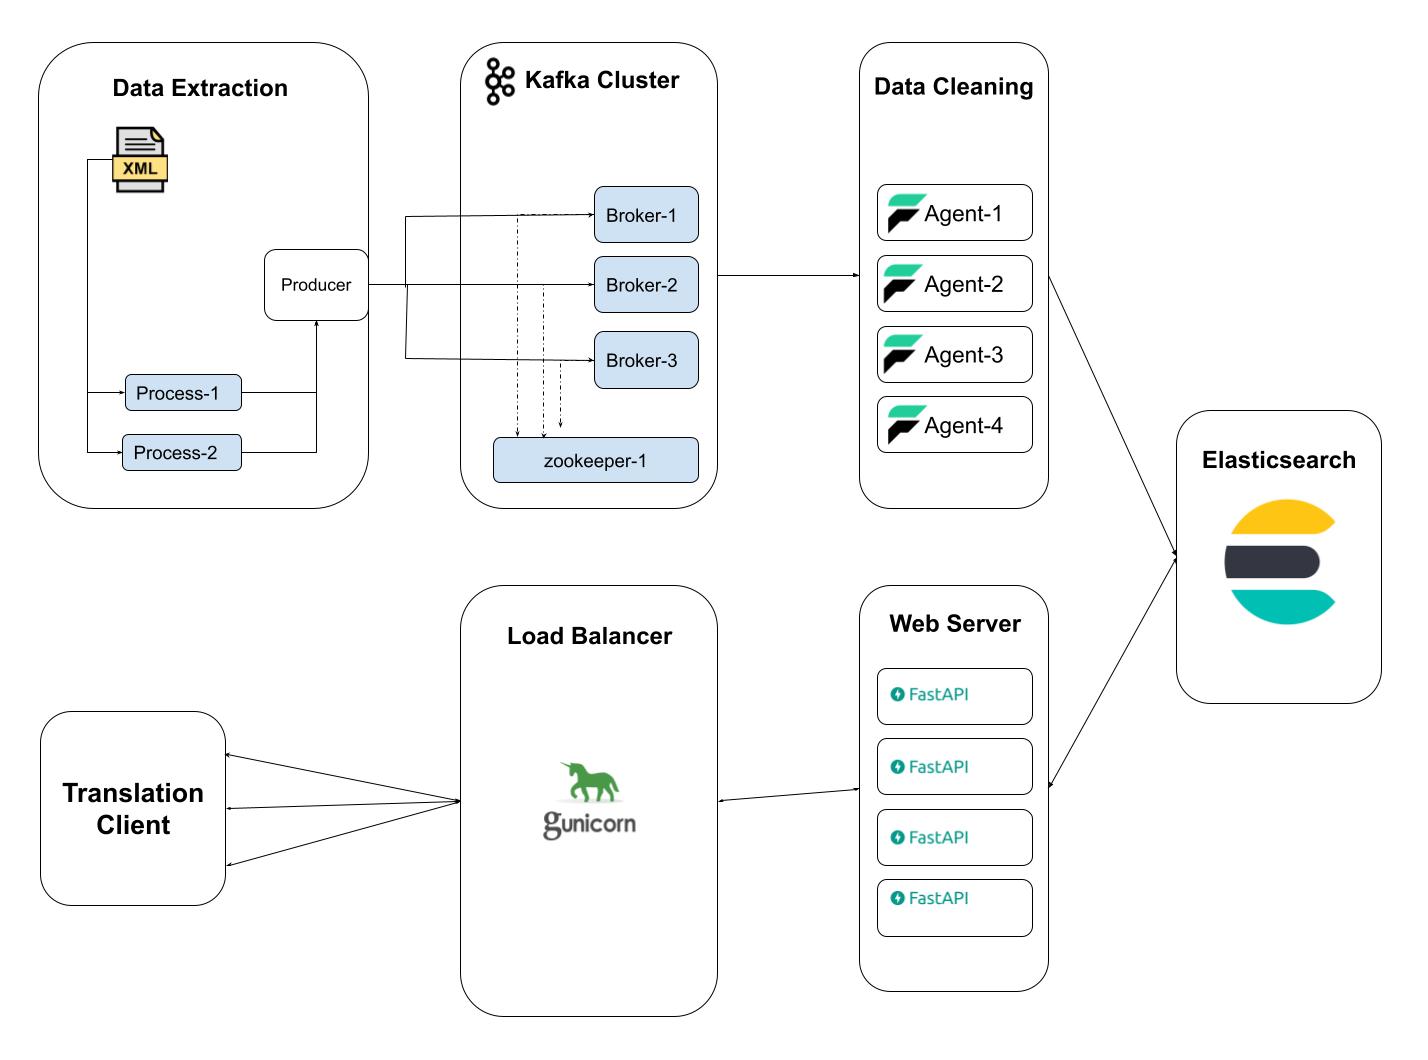 Data Extraction
XML
Producer
Process-1
Process-2
Kafka Cluster
Broker-1
Broker-2
Broker-3
zookeeper-1
Data Cleaning
Agent-1
Agent-2
Agent-3
Agent-4
Elasticsearch
Translation
Client
Load Balancer
gunicorn
Web Server
FastAPI
FastAPI
FastAPI
FastAPI